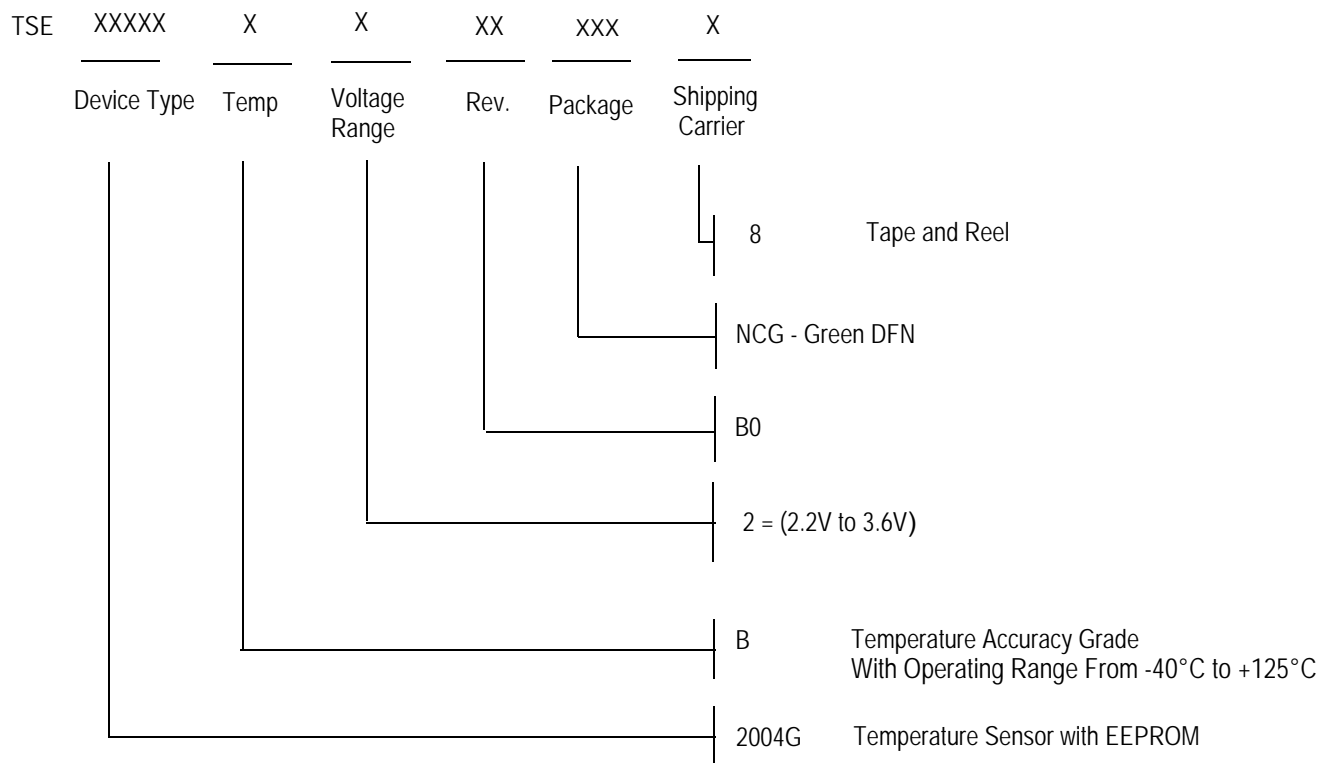 TSE XXXXX X X XX XXX X
Device Type Temp Voltage Range Rev. Package Shipping Carrier
8 Tape and Reel
NCG - Green DFN
B0
2 = (2.2V to 3.6V)
B Temperature Accuracy Grade
With Operating Range From -40°C to +125°C
2004G Temperature Sensor with EEPROM